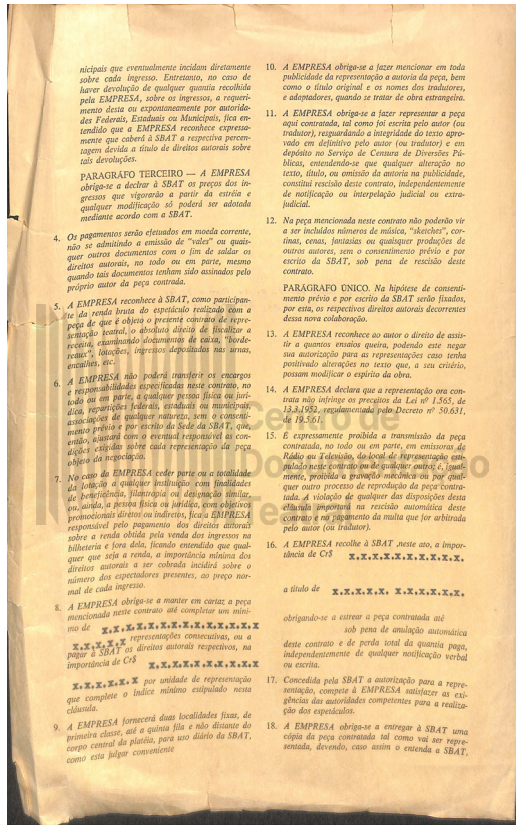 nicipais que eventualmente incidam diretamente
sobre cada ingresso. Entretanto, no caso de
haver devolução de qualquer quantia recolhida
pela EMPRESA, sobre os ingressos, a requeri-
mento desta ou expontaneamente por autorida-
des Federais, Estaduais ou Municipais, fica en-
tendido que a EMPRESA reconhece expressa-
mente que caberá à SBAT a respectiva percen-
tagem devida a título de direitos autorais sobre
tais devoluções.
PARAGRÁFO TERCEIRO — A EMPRESA
obriga-se a declrar à SBAT os preços dos in-
gressos que vigorarão a partir da estréia e
qualquer modificação só poderá ser adotada
mediante acordo com a SBAT.
4. Os pagamentos serão efetuados em moeda corrente,
não se admitindo a emissão de "vales" ou quais-
quer outros documentos com o fim de saldar os
direitos autorais, no todo ou em parte, mesmo
quando tais documentos tenham sido assinados pelo
próprio autor da peça contrada.
5. A EMPRESA reconhece à SBAT, como participan-
te da renda bruta do espetáculo realizado com a
peça de que é objeto o presente contrato de repre-
sentação teatral, o absoluto direito de fiscalizar a
receita, examinando documentos de caixa, "borde-
reaux", lotações, ingressos depositados nas urnas,
encalhes, etc.
6. A EMPRESA não poderá transferir os encargos
e responsabilidades especificadas neste contrato, no
todo ou em parte, a qualquer pessoa física ou jurí-
dica, repartições federais, estaduais ou municipais,
associações de qualquer natureza, sem o consenti-
mento prévio e por escrito da Sede da SBAT, que,
então, ajustará com o eventual responsável as con-
dições exigidas sobre cada representação da peça
objeto da negociação.
7. No caso da EMPRESA ceder parte ou a totalidade
da lotação a qualquer instituição com finalidades
de beneficência, filantropia ou designação similar,
ou, ainda, a pessoa física ou jurídica, com objetivos
promocionais diretos ou indiretos, fica a EMPRESA
responsável pelo pagamento dos direitos autorais
sobre a renda obtida pela venda dos ingressos na
bilheteria e fora dela, ficando entendido que qual-
quer que seja a renda, a importância mínima dos
direitos autorais a ser cobrada incidirá sobre o
número dos espectadores presentes, ao preço nor-
mal de cada ingresso.
8. A EMPRESA obriga-se a manter em cartaz a peça
mencionada neste contrato até completar um míni-
mo de x.x.x.x.x.x.x.x.x.x.x.x.x
x.x.x.x.x representações consecutivas, ou a
pagar à SBAT os direitos autorais respectivos, na
importância de Cr$ x.x.x.x.x.x.x.x.x.x
x.x.x.x.x.x por unidade de representação
que complete o índice mínimo estipulado nesta
cláusula.
9. A EMPRESA fornecerá duas localidades fixas, de
primeira classe, até a quinta fila e não distante do
corpo central da platéia, para uso diário da SBAT,
como esta julgar conveniente
10. A EMPRESA obriga-se a fazer mencionar em toda
publicidade da representação a autoria da peça, bem
como o título original e os nomes dos tradutores,
e adaptadores, quando se tratar de obra estrangeira.
11. A EMPRESA obriga-se a fazer representar a peça
aqui contratada, tal como foi escrita pelo autor (ou
tradutor), resguardando a integridade do texto apro-
vado em definitivo pelo autor (ou tradutor) e em
depósito no Serviço de Censura de Diversões Pú-
blicas, entendendo-se que qualquer alteração no
texto, título, ou omissão da autoria na publicidade,
constitui rescisão deste contrato, independentemente
de notificação ou interpelação judicial ou extra-
judicial.
12. Na peça mencionada neste contrato não poderão vir
a ser incluídos números de música, "sketches", cor-
tinas, cenas, fantasias ou quaisquer produções de
outros autores, sem o consentimento prévio e por
escrito da SBAT, sob pena de rescisão deste
contrato.
PARÁGRAFO ÚNICO. Na hipótese de consenti-
mento prévio e por escrito da SBAT serão fixados,
por esta, os respectivos direitos autorais decorrentes
dessa nova colaboração.
13. A EMPRESA reconhece ao autor o direito de assis-
tir a quantos ensaios queira, podendo este negar
sua autorização para as representações caso tenha
positivado alterações no texto que, a seu critério,
possam modificar o espírito da obra.
14. A EMPRESA declara que a representação ora con-
trata não infringe os preceitos da Lei nº 1.565, de
13.3.1952, regulamentada pelo Decreto nº 50.631,
de 19.5.61.
15. É expressamente proibida a transmissão da peça
contratada, no todo ou em parte, em emissoras de
Rádio ou Televisão, do local de representação esti-
pulado neste contrato ou de qualquer outro; é, igual-
mente, proibida a gravação mecânica ou por qual-
quer outro processo de reprodução da peça contra-
tada. A violação de qualquer das disposições desta
cláusula importa na rescisão automática deste
contrato e no pagamento da multa que for arbitrada
pelo autor (ou tradutor).
16. A EMPRESA recolhe à SBAT ,neste ato, a impor-
tância de Cr$ x.x.x.x.x.x.x.x.x.x.
a título de x.x.x.x.x. x.x.x.x.x.x.
obrigando-se a estrear a peça contratada até
sob pena de anulação automática
deste contrato e de perda total da quantia paga,
independentemente de qualquer notificação verbal
ou escrita.
17. Concedida pela SBAT a autorização para a repre-
sentação, compete à EMPRESA satisfazer as exi-
gências das autoridades competentes para a realiza-
ção dos espetáculos.
18. A EMPRESA obriga-se a entregar à SBAT uma
cópia da peça contratada tal como vai ser repre-
sentada, devendo, caso assim o entenda a SBAT,